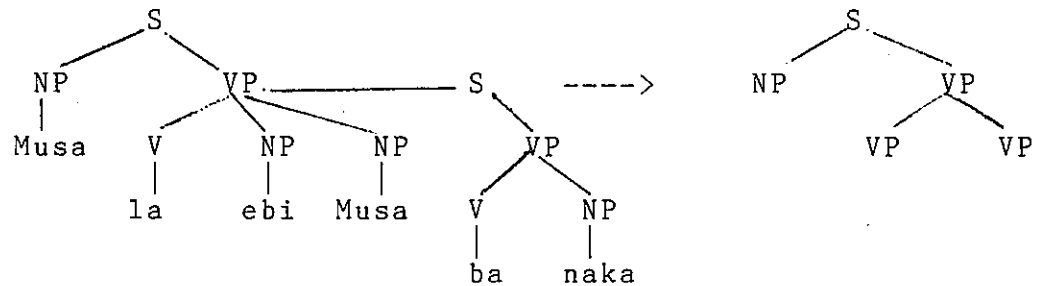 S S
NP VP S ----> NP VP
Musa V NP NP VP VP VP
la ebi Musa V NP
ba naka